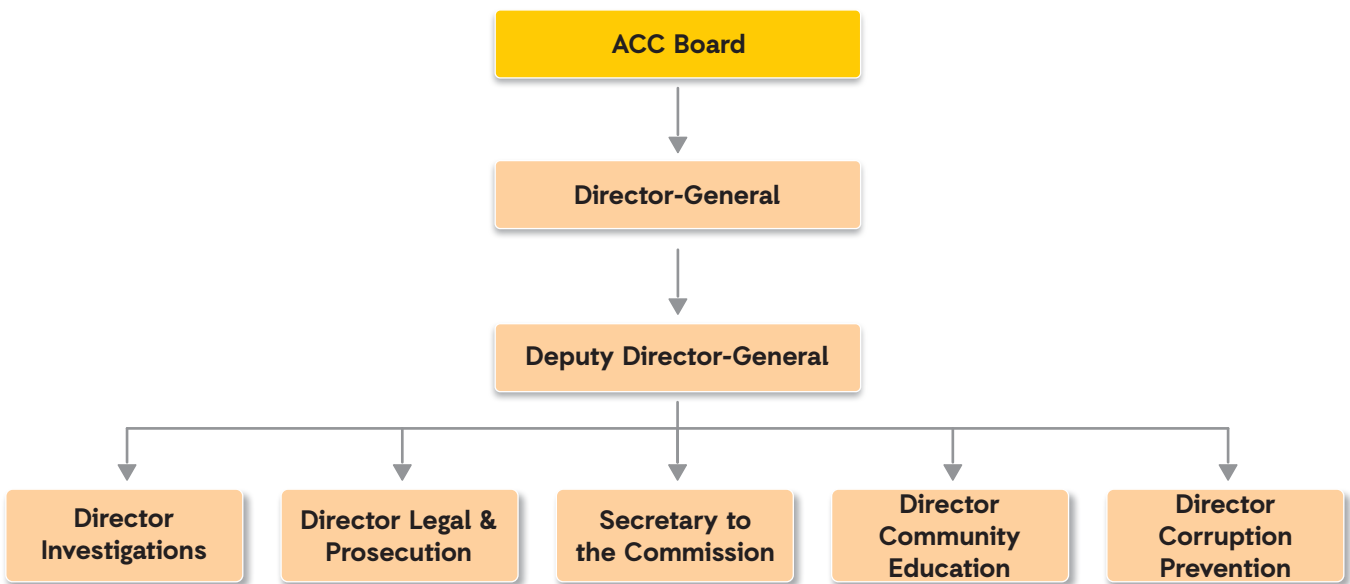 ACC Board
Director-General
Deputy Director-General
Director
Investigations
Director Legal &
Prosecution
Secretary to
the Commission
Director
Community
Education
Director
Corruption
Prevention